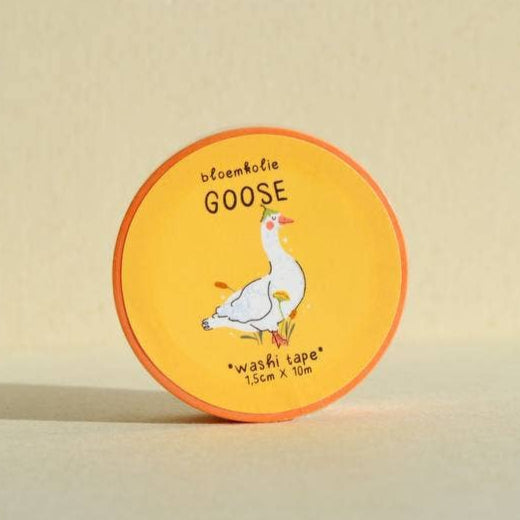 bloemkolie
GOOSE
*washi tape*
1,5cm X 10m